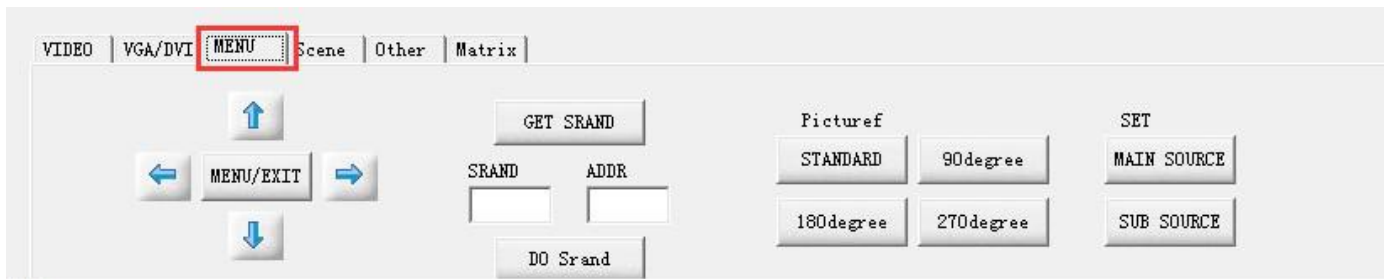 VIDEO VGA/DVI MENU Scene Other Matrix
GET SRAND Picturef SET
MENU/EXIT SRAND ADDR STANDARD 90degree MAIN SOURCE
180degree 270degree SUB SOURCE
DO Srand